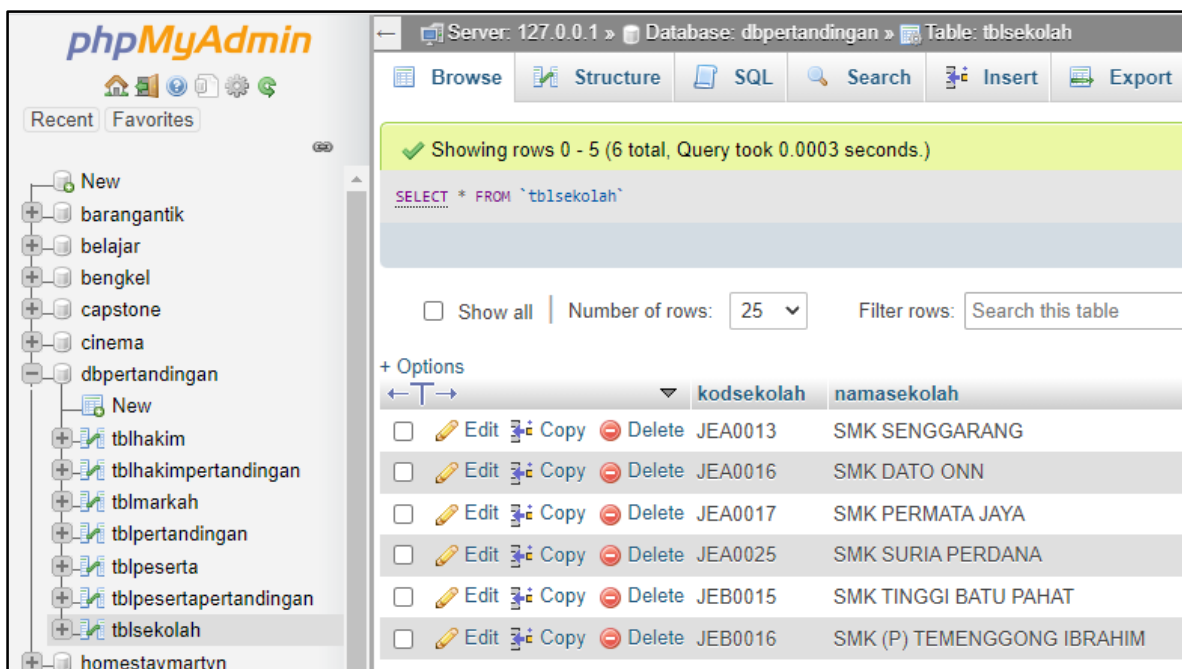 phpMyAdmin
Recent Favorites
New
barangantik
belajar
bengkel
capstone
cinema
dbpertandingan
New
tblhakim
tblhakimpertandingan
tblmarkah
tblpertandingan
tblpeserta
tblpesertapertandingan
tblsekolah
homestaymartyn
Server: 127.0.0.1 » Database: dbpertandingan » Table: tblsekolah
Browse Structure SQL Search Insert Export
Showing rows 0 - 5 (6 total, Query took 0.0003 seconds.)
SELECT * FROM `tblsekolah`
Show all | Number of rows: 25 Filter rows: Search this table
+ Options
←T→ kodsekolah namasekolah
Edit Copy Delete JEA0013 SMK SENGGARANG
Edit Copy Delete JEA0016 SMK DATO ONN
Edit Copy Delete JEA0017 SMK PERMATA JAYA
Edit Copy Delete JEA0025 SMK SURIA PERDANA
Edit Copy Delete JEB0015 SMK TINGGI BATU PAHAT
Edit Copy Delete JEB0016 SMK (P) TEMENGGONG IBRAHIM